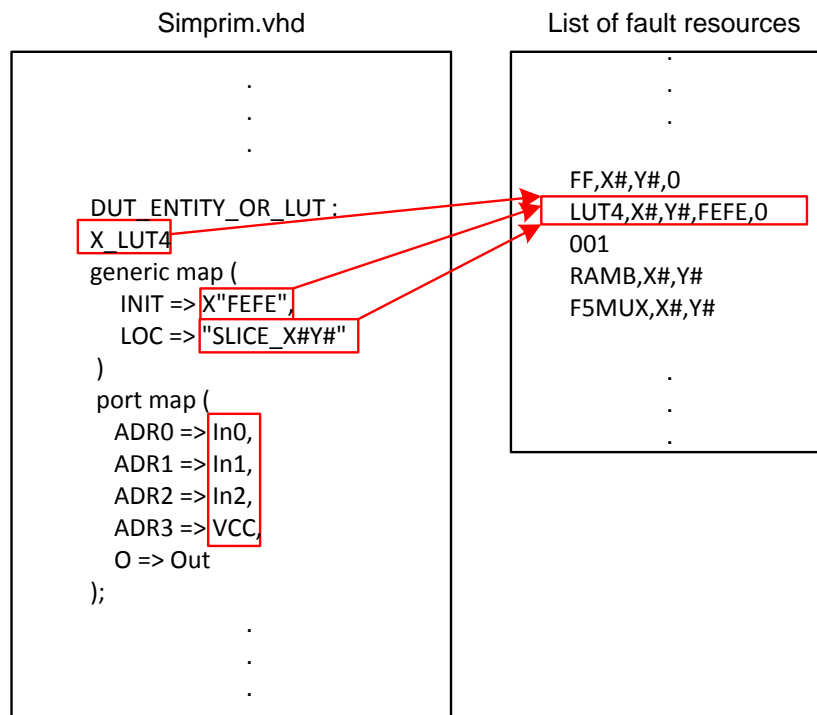 Simprim.vhd
.
.
.
DUT_ENTITY_OR_LUT :
X_LUT4
generic map (
INIT => X"FEFE",
LOC => "SLICE_X#Y#"
)
port map (
ADR0 => In0,
ADR1 => In1,
ADR2 => In2,
ADR3 => VCC,
O => Out
);
.
.
.
List of fault resources
.
.
.
FF,X#,Y#,0
LUT4,X#,Y#,FEFE,0
001
RAMB,X#,Y#
F5MUX,X#,Y#
.
.
.